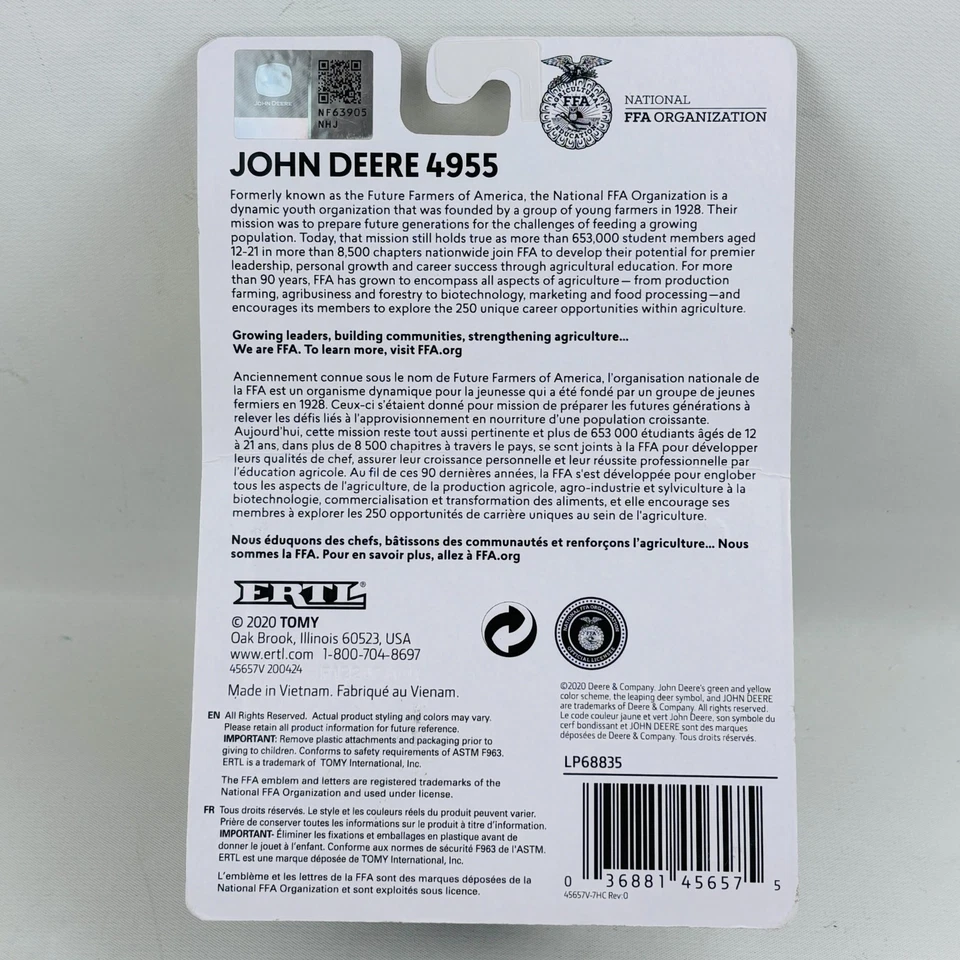 JOHN DEERE
NF63905
NHJ
AGRICULTURAL
FFA
EDUCATION
NATIONAL
FFA ORGANIZATION
JOHN DEERE 4955
Formerly known as the Future Farmers of America, the National FFA Organization is a
dynamic youth organization that was founded by a group of young farmers in 1928. Their
mission was to prepare future generations for the challenges of feeding a growing
population. Today, that mission still holds true as more than 653,000 student members aged
12-21 in more than 8,500 chapters nationwide join FFA to develop their potential for premier
leadership, personal growth and career success through agricultural education. For more
than 90 years, FFA has grown to encompass all aspects of agriculture — from production
farming, agribusiness and forestry to biotechnology, marketing and food processing —and
encourages its members to explore the 250 unique career opportunities within agriculture.
Growing leaders, building communities, strengthening agriculture...
We are FFA. To learn more, visit FFA.org
Anciennement connue sous le nom de Future Farmers of America, l'organisation nationale de
la FFA est un organisme dynamique pour la jeunesse qui a été fondé par un groupe de jeunes
fermiers en 1928. Ceux-ci s'étaient donné pour mission de préparer les futures générations à
relever les défis liés à l'approvisionnement en nourriture d'une population croissante.
Aujourd'hui, cette mission reste tout aussi pertinente et plus de 653 000 étudiants âgés de 12
à 21 ans, dans plus de 8 500 chapitres à travers le pays, se sont joints à la FFA pour développer
leurs qualités de chef, assurer leur croissance personnelle et leur réussite professionnelle par
l'éducation agricole. Au fil de ces 90 dernières années, la FFA s'est développée pour englober
tous les aspects de l'agriculture, de la production agricole, agro-industrie et sylviculture à la
biotechnologie, commercialisation et transformation des aliments, et elle encourage ses
membres à explorer les 250 opportunités de carrière uniques au sein de l'agriculture.
Nous éduquons des chefs, bâtissons des communautés et renforçons l'agriculture... Nous
sommes la FFA. Pour en savoir plus, allez à FFA.org
ERTL®
© 2020 TOMY
Oak Brook, Illinois 60523, USA
www.ertl.com 1-800-704-8697
45657V 200424
Made in Vietnam. Fabriqué au Vienam.
NATIONAL FFA ORGANIZATION
FFA
OFFICIAL LICENSEE
EN All Rights Reserved. Actual product styling and colors may vary.
Please retain all product information for future reference.
IMPORTANT: Remove plastic attachments and packaging prior to
giving to children. Conforms to safety requirements of ASTM F963.
ERTL is a trademark of TOMY International, Inc.
The FFA emblem and letters are registered trademarks of the
National FFA Organization and used under license.
FR Tous droits réservés. Le style et les couleurs réels du produit peuvent varier.
Prière de conserver toutes les informations sur le produit à titre d'information.
IMPORTANT- Éliminer les fixations et emballages en plastique avant de
donner le jouet à l'enfant. Conforme aux normes de sécurité F963 de l'ASTM.
ERTL est une marque déposée de TOMY International, Inc.
L'emblème et les lettres de la FFA sont des marques déposées de la
National FFA Organization et sont exploités sous licence.
©2020 Deere & Company. John Deere's green and yellow
color scheme, the leaping deer symbol, and JOHN DEERE
are trademarks of Deere & Company. All rights reserved.
Le code couleur jaune et vert John Deere, son symbole du
cerf bondissant et JOHN DEERE sont des marques
déposées de Deere & Company. Tous droits réservés.
LP68835
0 36881 45657 5
45657V-7HC Rev:0